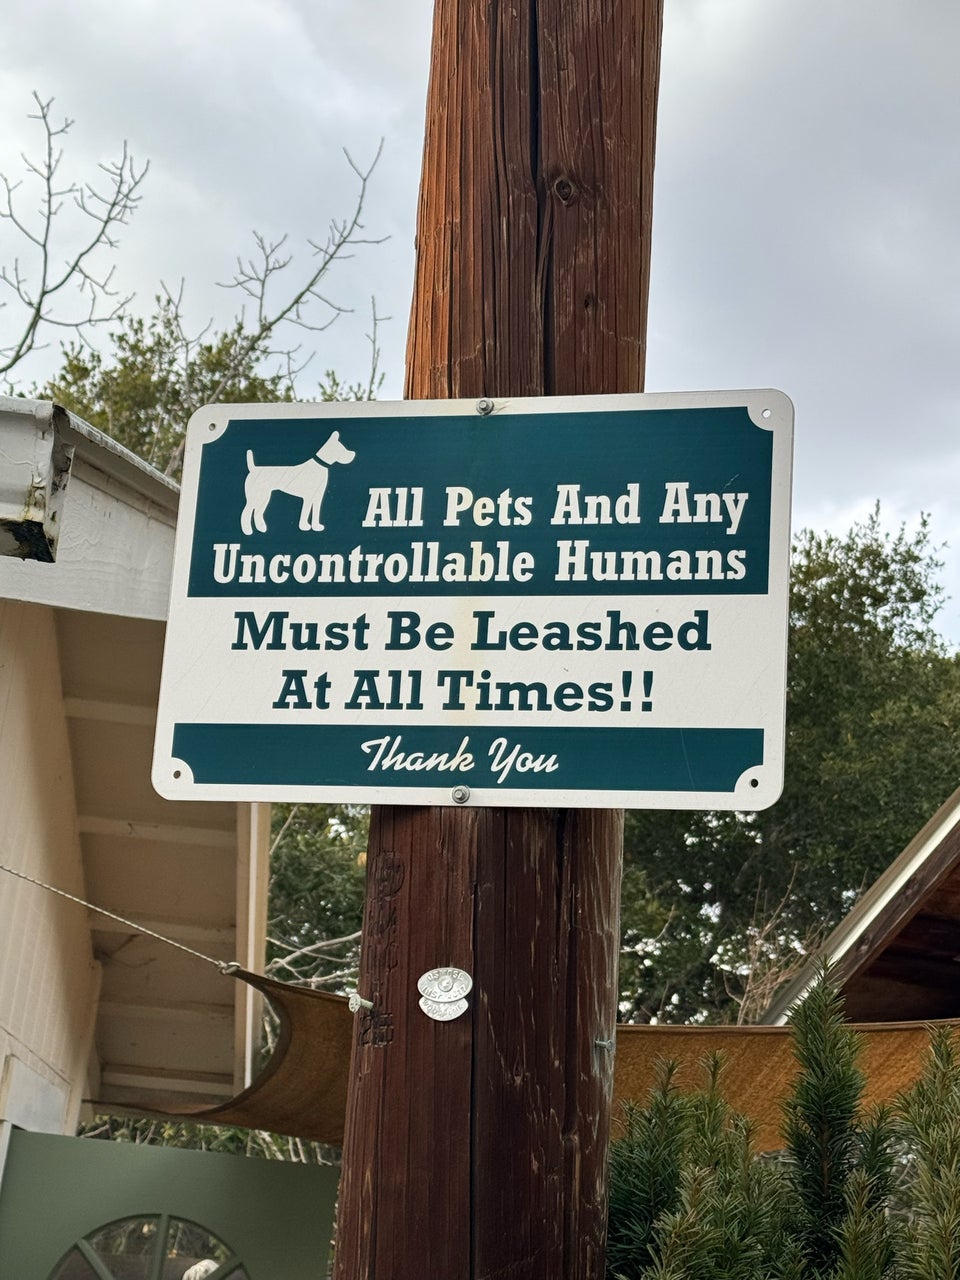 All Pets And Any
Uncontrollable Humans
Must Be Leashed
At All Times!!
Thank You